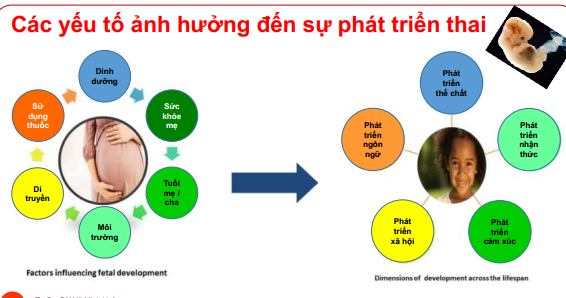 Các yếu tố ảnh hưởng đến sự phát triển thai
Dinh
dưỡng
Sức
khỏe
mẹ
Tuổi
mẹ /
cha
Môi
trường
Di
truyền
Sử
dụng
thuốc
Factors influencing fetal development
Phát
triển
thể chất
Phát
triển
nhận
thức
Phát
triển
cảm xúc
Phát
triển
xã hội
Phát
triển
ngôn
ngữ
Dimensions of development across the lifespan